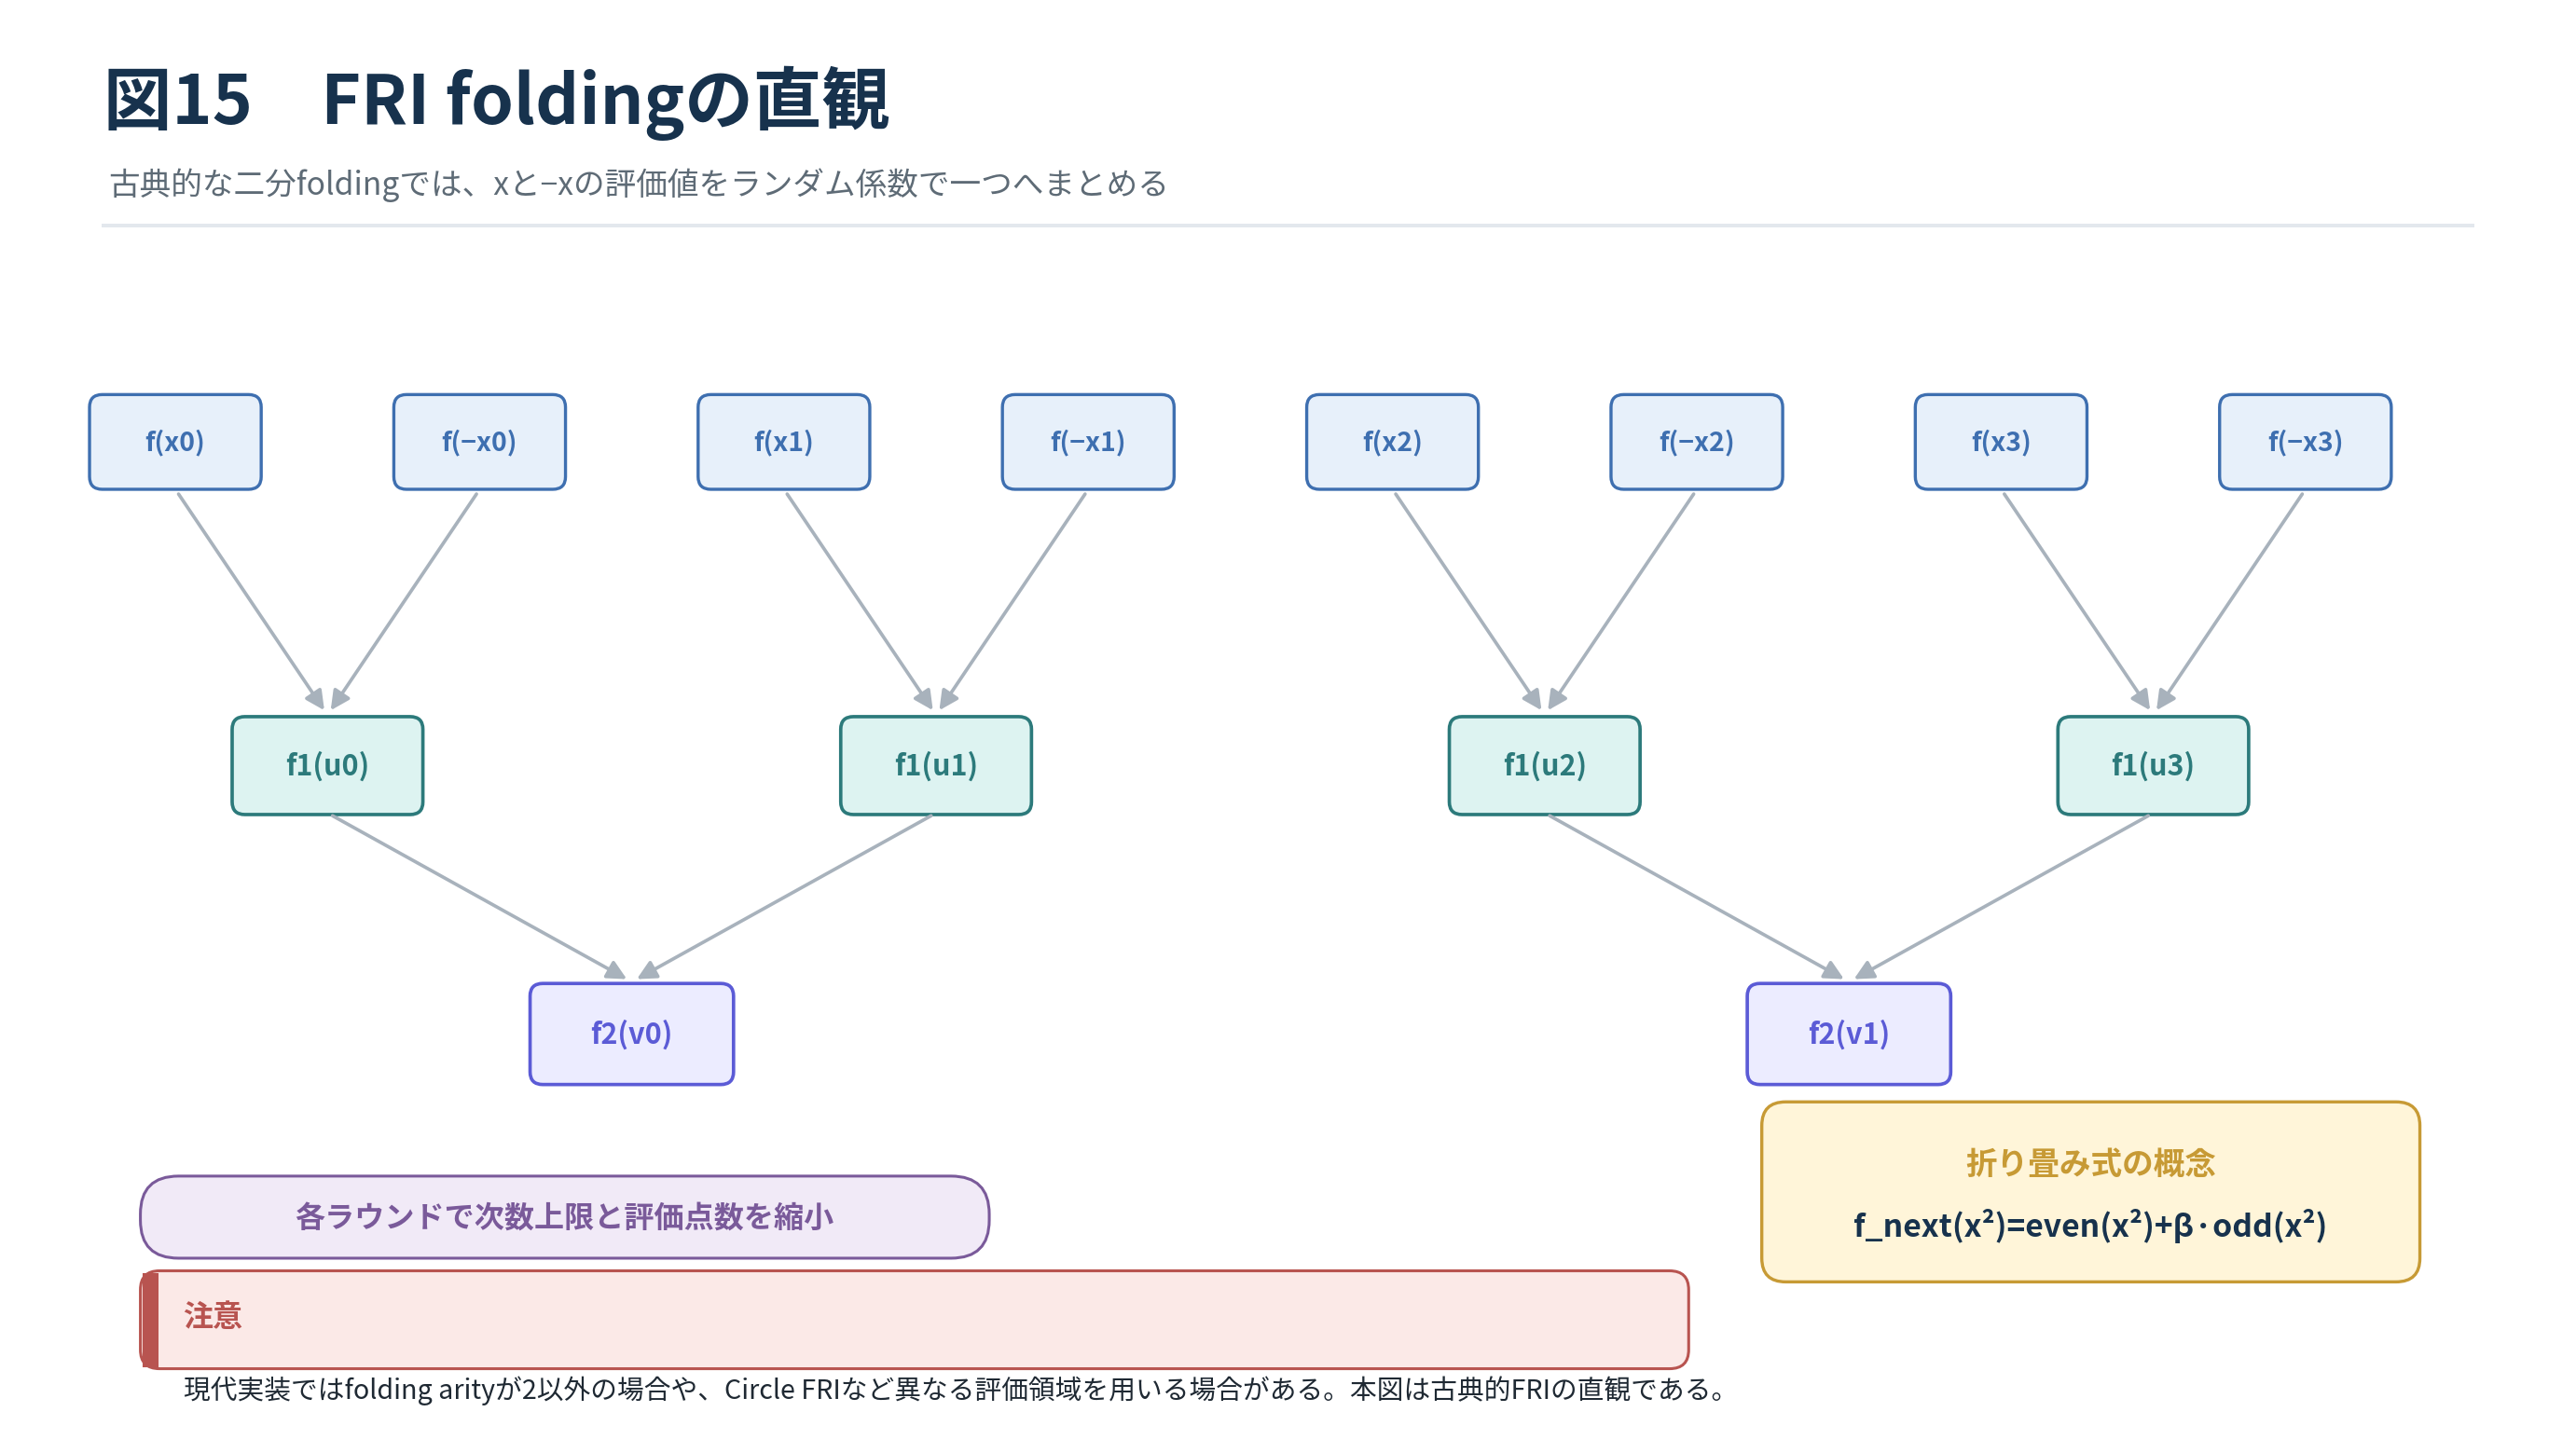 図15　FRI foldingの直観
古典的な二分foldingでは、xと−xの評価値をランダム係数で一つへまとめる
f(x0)
f(−x0)
f(x1)
f(−x1)
f(x2)
f(−x2)
f(x3)
f(−x3)
f1(u0)
f1(u1)
f1(u2)
f1(u3)
f2(v0)
f2(v1)
折り畳み式の概念
f_next(x²)=even(x²)+β·odd(x²)
各ラウンドで次数上限と評価点数を縮小
注意
現代実装ではfolding arityが2以外の場合や、Circle FRIなど異なる評価領域を用いる場合がある。本図は古典的FRIの直観である。